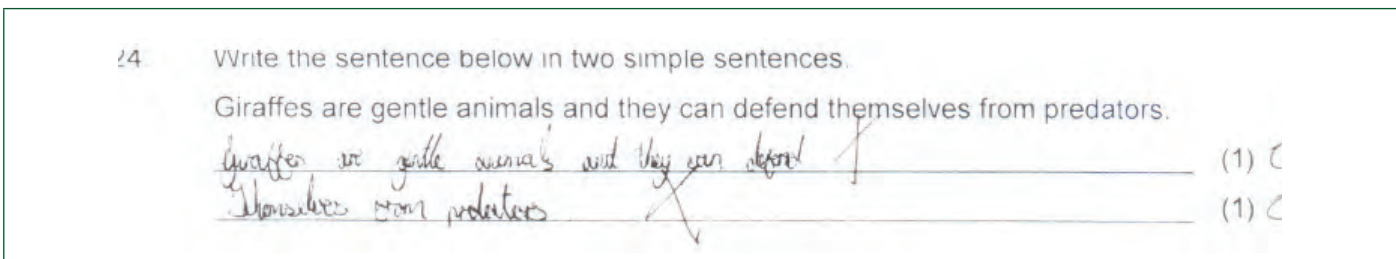 24 Write the sentence below in two simple sentences.
Giraffes are gentle animals and they can defend themselves from predators.
Giraffes are gentle animals and they can defend (1)
Themselves from predators (1)